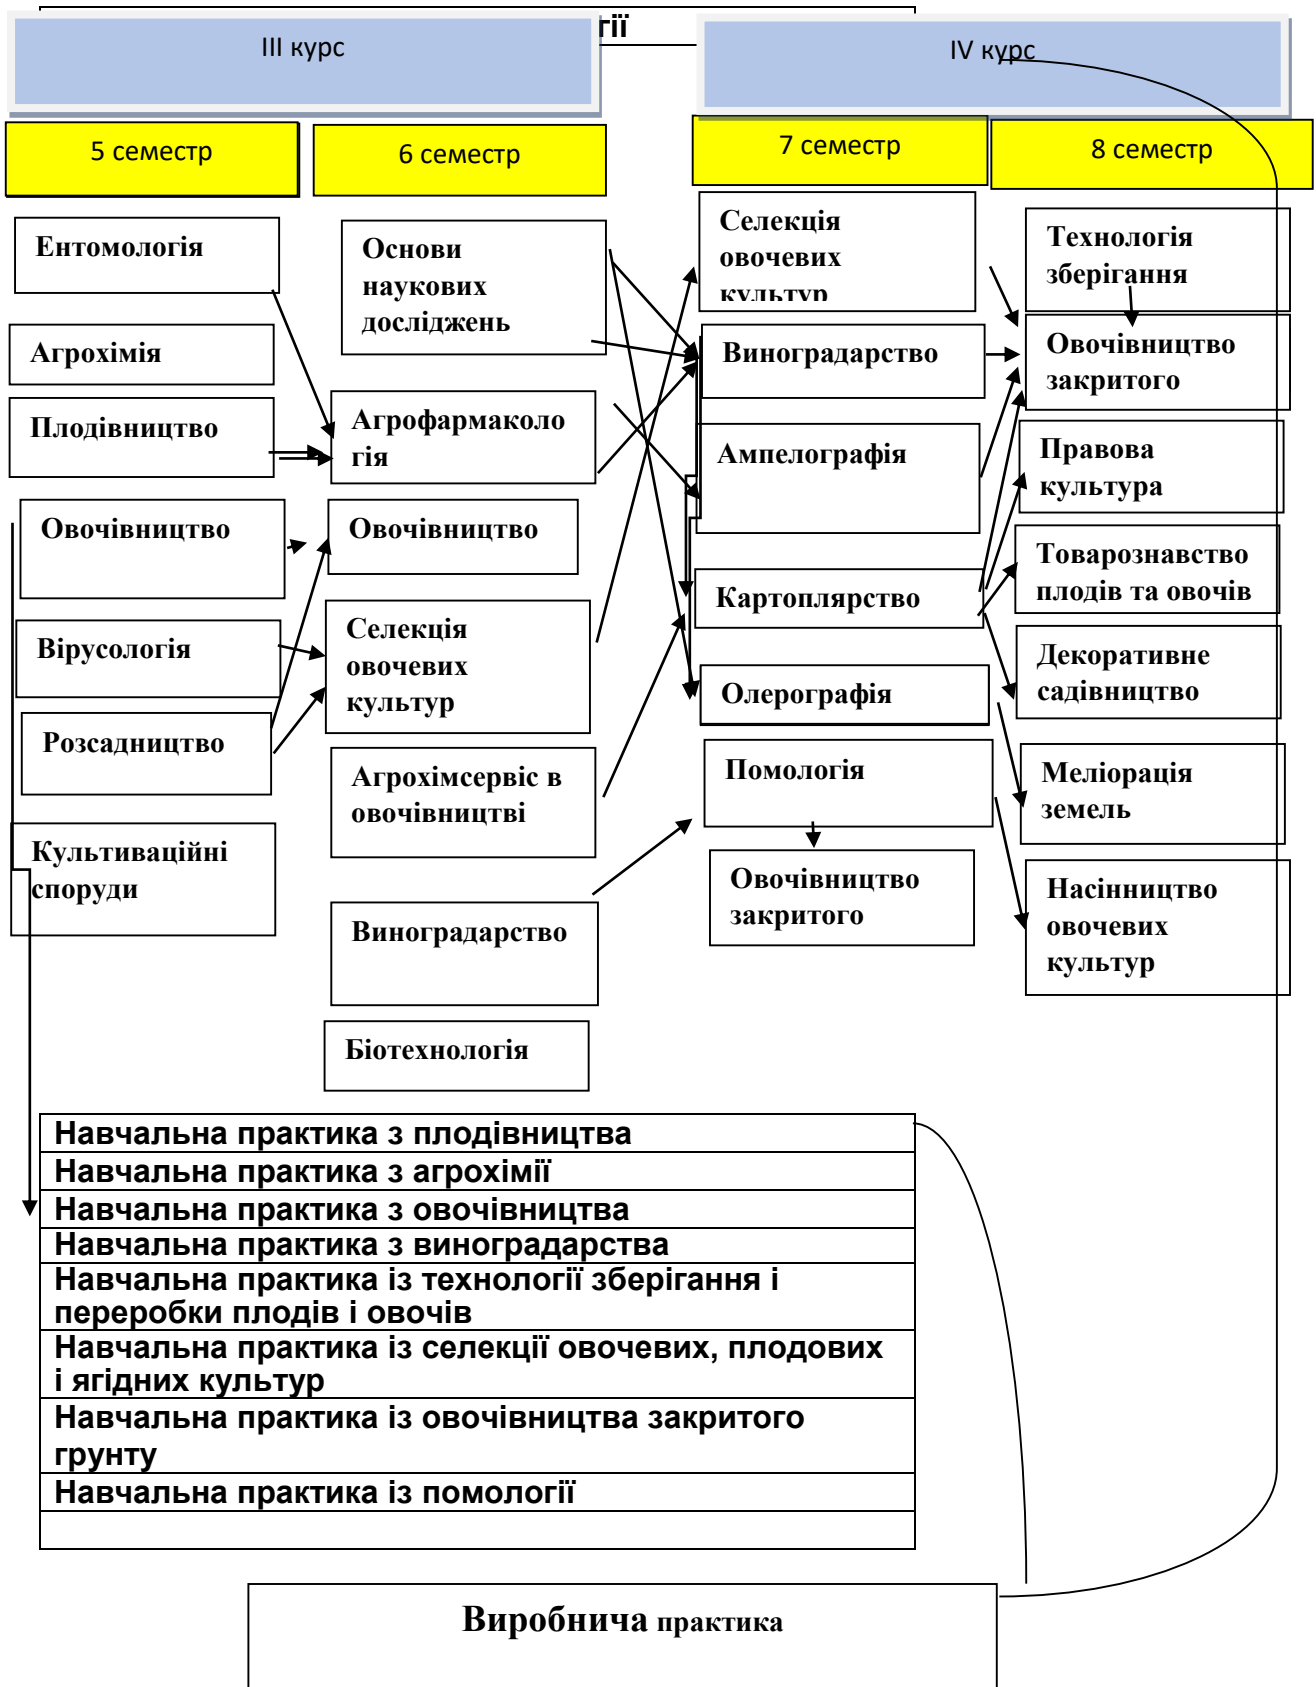 гії
III курс
IV курс
5 семестр
6 семестр
7 семестр
8 семестр
Ентомологія
Агрохімія
Плодівництво
Овочівництво
Вірусологія
Розсадництво
Культиваційні
споруди
Основи
наукових
досліджень
Агрофармаколо
гія
Овочівництво
Селекція
овочевих
культур
Агрохімсервіс в
овочівництві
Виноградарство
Біотехнологія
Селекція
овочевих
культур
Виноградарство
Ампелографія
Картоплярство
Олерографія
Помологія
Овочівництво
закритого
Технологія
зберігання
Овочівництво
закритого
Правова
культура
Товарознавство
плодів та овочів
Декоративне
садівництво
Меліорація
земель
Насінництво
овочевих
культур
Навчальна практика з плодівництва
Навчальна практика з агрохімії
Навчальна практика з овочівництва
Навчальна практика з виноградарства
Навчальна практика із технології зберігання і
переробки плодів і овочів
Навчальна практика із селекції овочевих, плодових
і ягідних культур
Навчальна практика із овочівництва закритого
грунту
Навчальна практика із помології
Виробнича практика